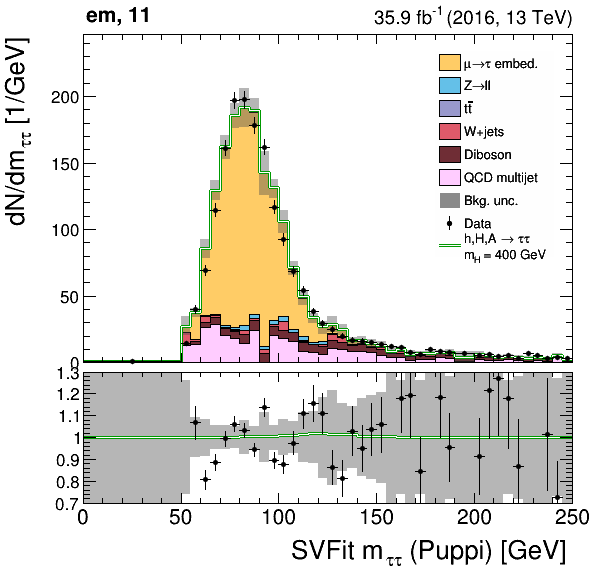 em, 11
35.9 fb⁻¹ (2016, 13 TeV)
dN/dm_ττ [1/GeV]
200
150
100
50
0
μ→τ embed.
Z→ll
tt̄
W+jets
Diboson
QCD multijet
Bkg. unc.
Data
h,H,A → ττ
m_H = 400 GeV
1.3
1.2
1.1
1
0.9
0.8
0.7
0 50 100 150 200 250
SVFit m_ττ (Puppi) [GeV]